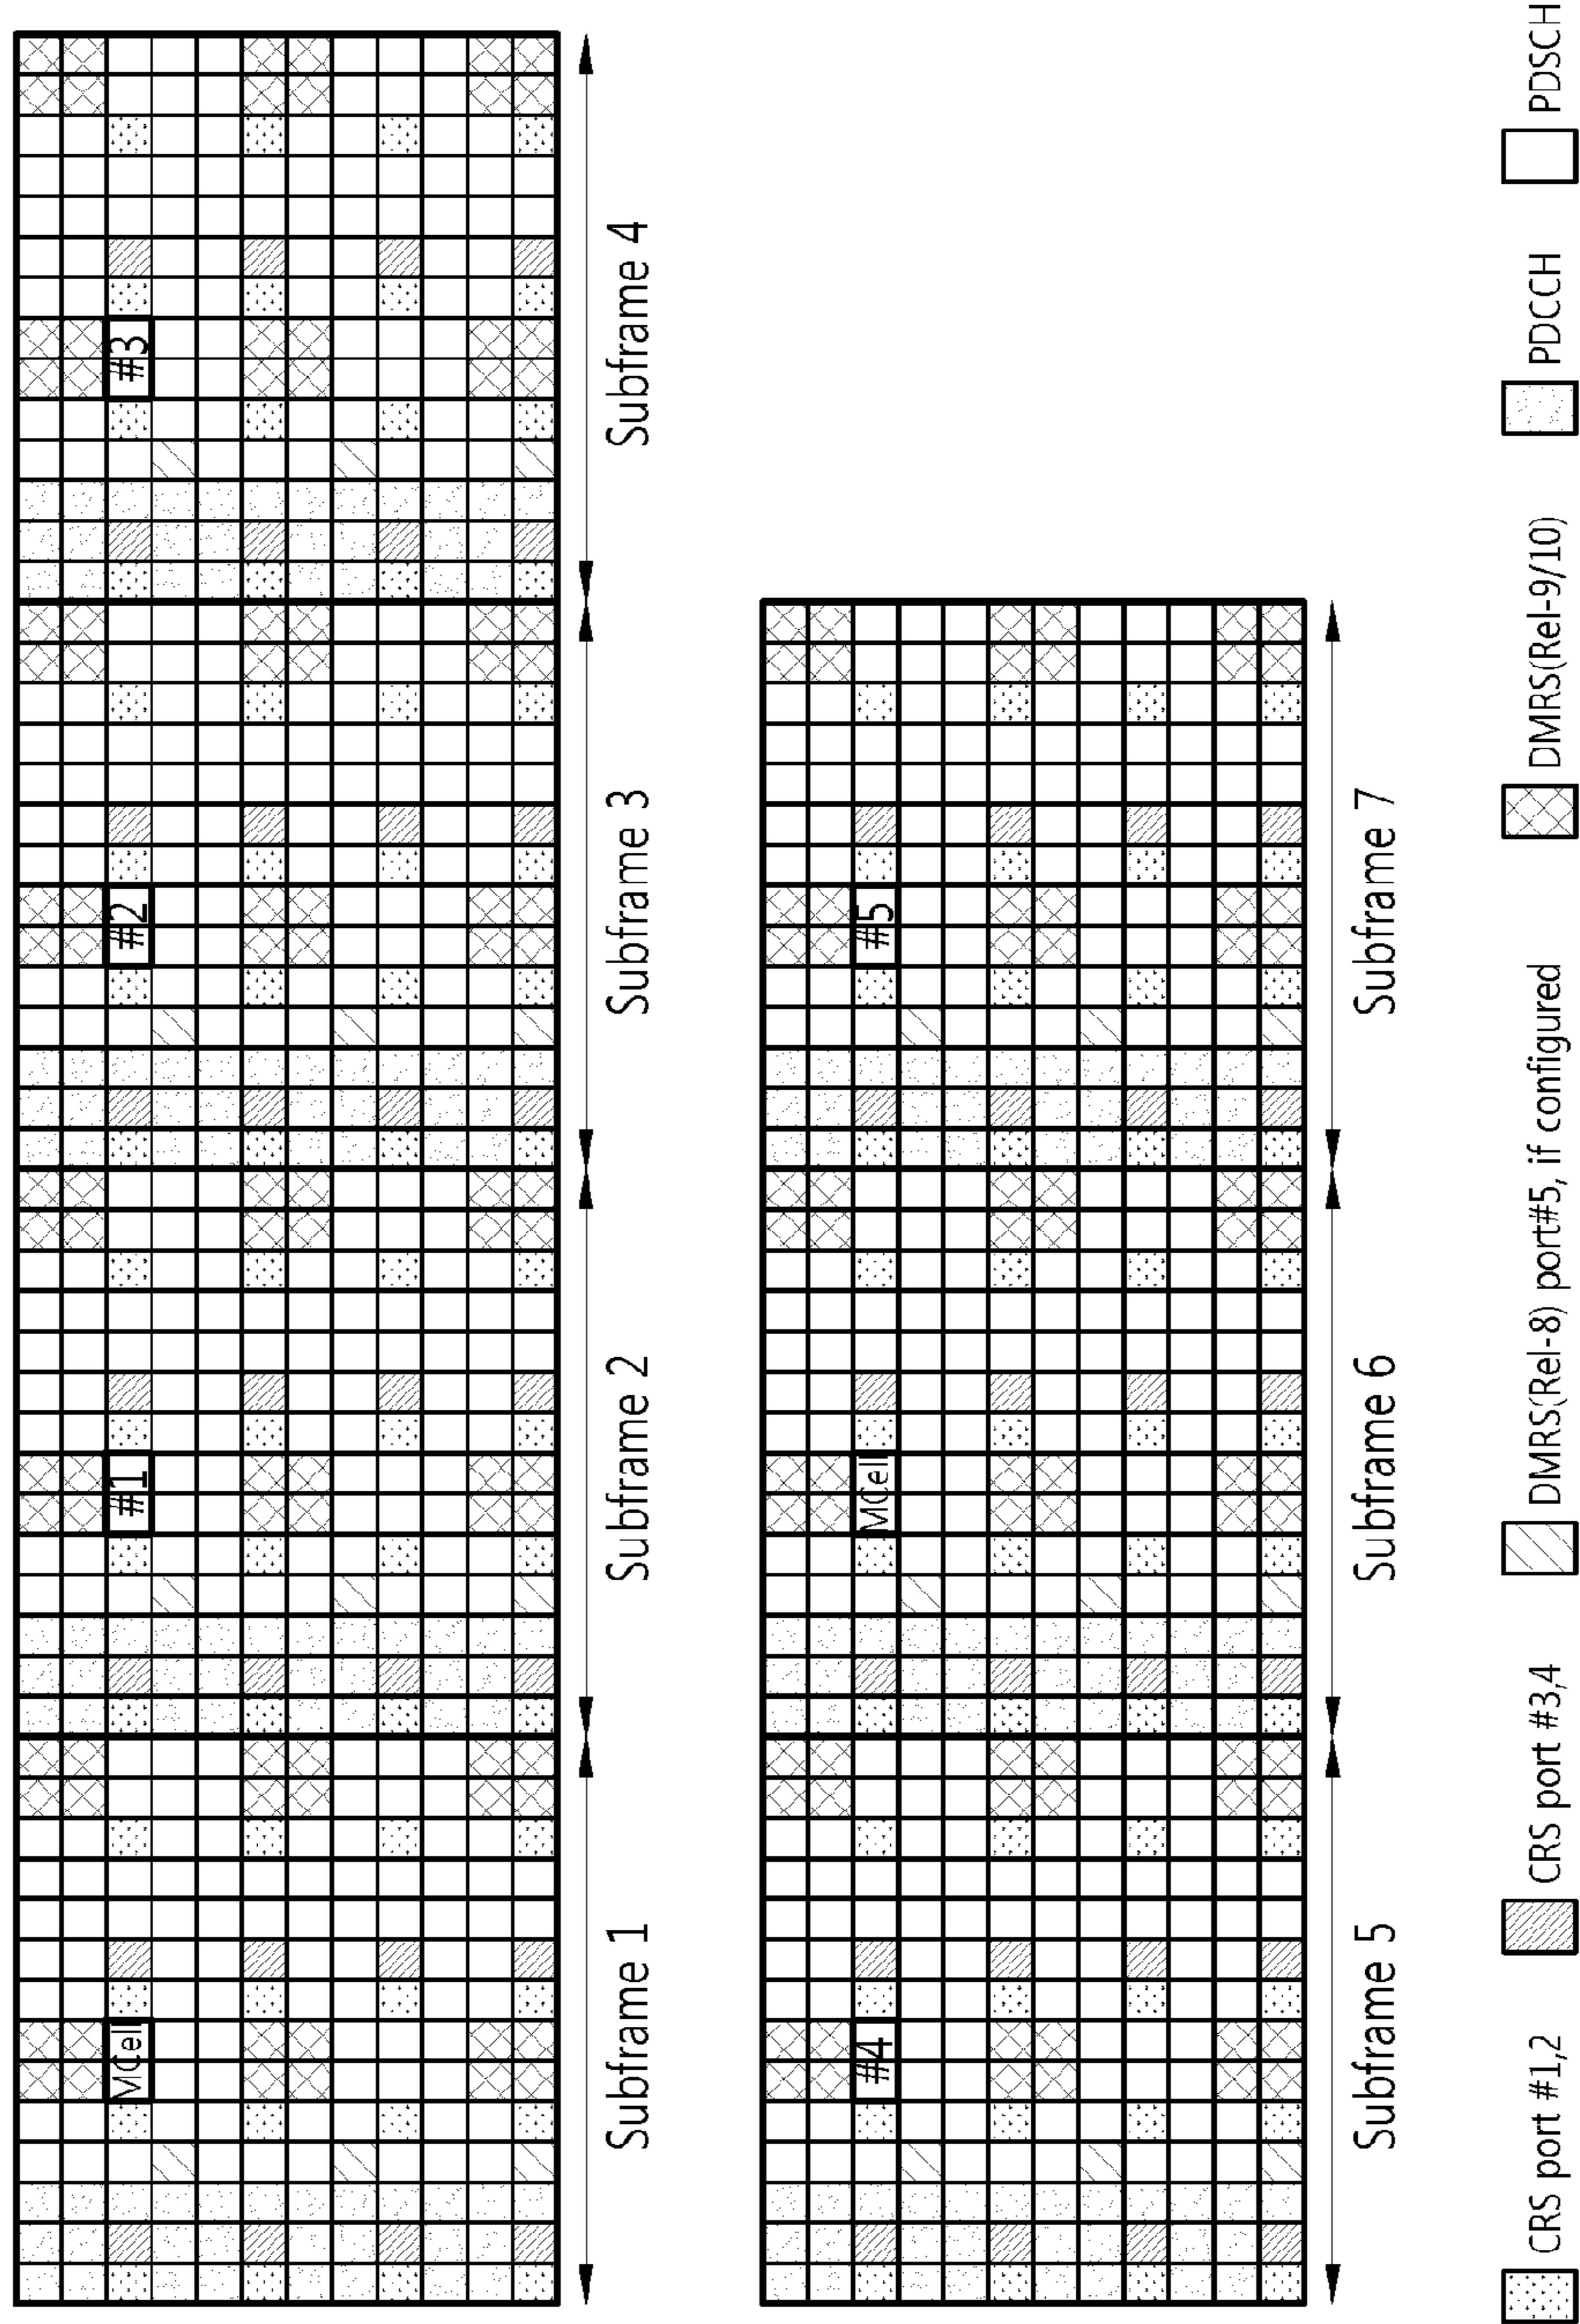 MCell
#1
#2
#3
Subframe 1
Subframe 2
Subframe 3
Subframe 4
#4
MCell
#5
Subframe 5
Subframe 6
Subframe 7
CRS port #1,2
CRS port #3,4
DMRS(Rel-8) port#5, if configured
DMRS(Rel-9/10)
PDCCH
PDSCH